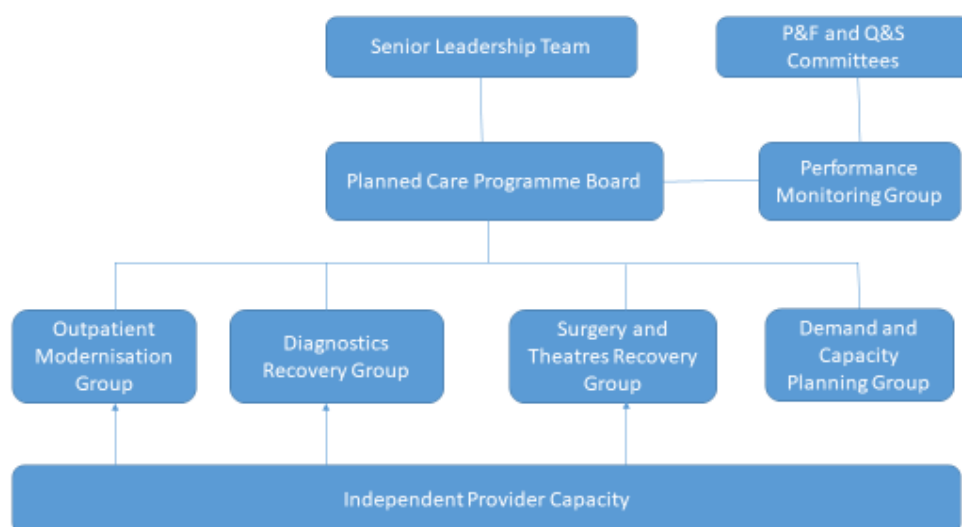 Senior Leadership Team
P&F and Q&S
Committees
Planned Care Programme Board
Performance
Monitoring Group
Outpatient
Modernisation
Group
Diagnostics
Recovery Group
Surgery and
Theatres Recovery
Group
Demand and
Capacity
Planning Group
Independent Provider Capacity